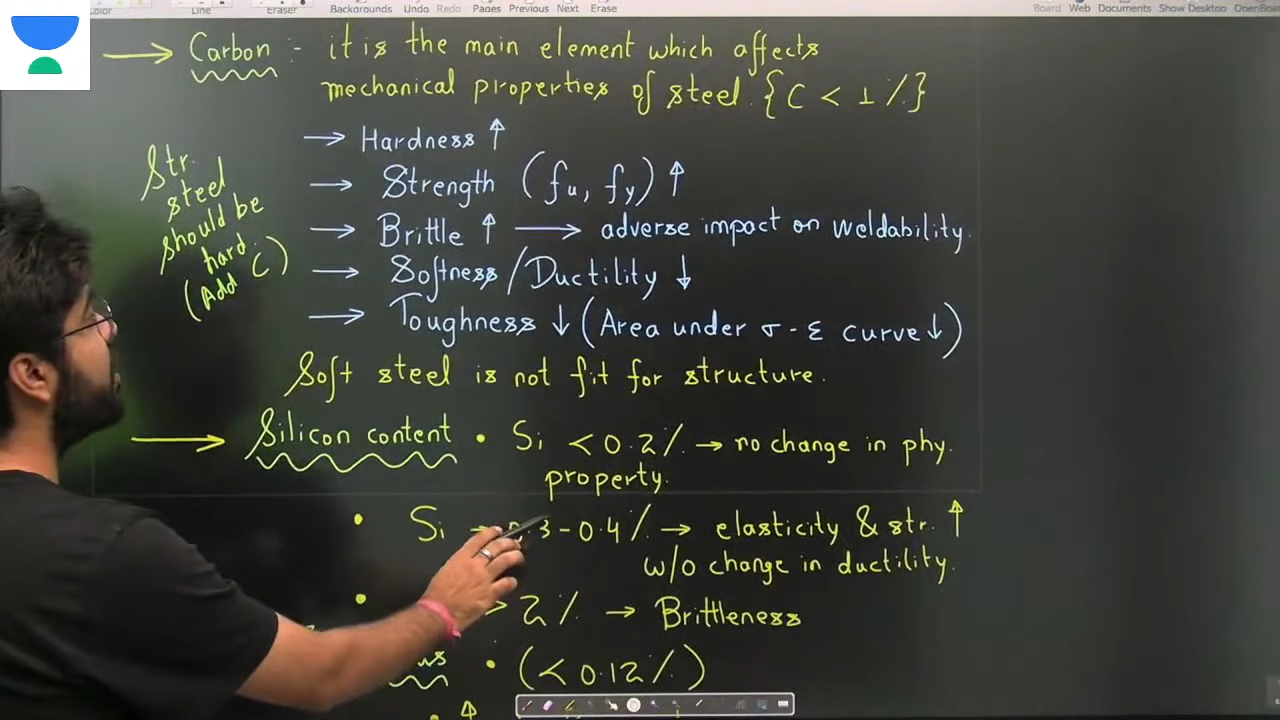 Color Line Eraser Backgrounds Undo Redo Pages Previous Next Erase Board Web Documents Show Desktop OpenBoard
Carbon :- it is the main element which affects
mechanical properties of steel. {C < 1%}
→ Hardness ↑
→ Strength (fu, fy) ↑
→ Brittle ↑ → adverse impact on weldability.
→ Softness/Ductility ↓
→ Toughness ↓ (Area under σ - ε curve ↓)
Str.
steel
should be
hard.
(Add C)
Soft steel is not fit for structure.
Silicon content • Si < 0.2% → no change in phy.
property.
• Si → 0.3 - 0.4% → elasticity & str. ↑
w/o change in ductility.
• → 2% → Brittleness
• (< 0.12%)
• ↑